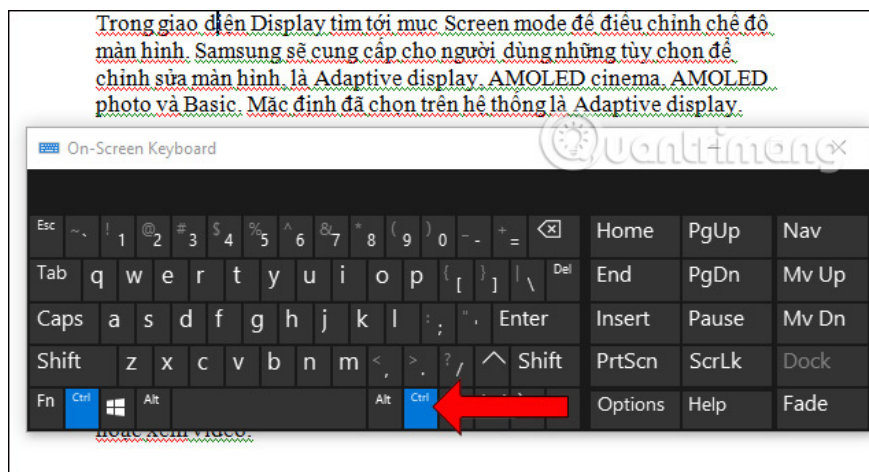 Trong giao diện Display tìm tới mục Screen mode để điều chỉnh chế độ
màn hình. Samsung sẽ cung cấp cho người dùng những tùy chọn để
chỉnh sửa màn hình, là Adaptive display, AMOLED cinema, AMOLED
photo và Basic. Mặc định đã chọn trên hệ thống là Adaptive display.
Quantrimang
On-Screen Keyboard
Esc ~ ` ! 1 @ 2 # 3 $ 4 % 5 ^ 6 & 7 * 8 ( 9 ) 0 _ - + = Home PgUp Nav
Tab q w e r t y u i o p { [ } ] | \ Del End PgDn Mv Up
Caps a s d f g h j k l : ; " ' Enter Insert Pause Mv Dn
Shift z x c v b n m < , > . ? / Shift PrtScn ScrLk Dock
Fn Ctrl Alt Alt Ctrl Options Help Fade
hoặc xem video.